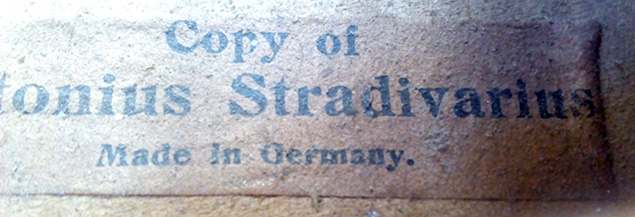 Copy of
tonius Stradivarius
Made in Germany.